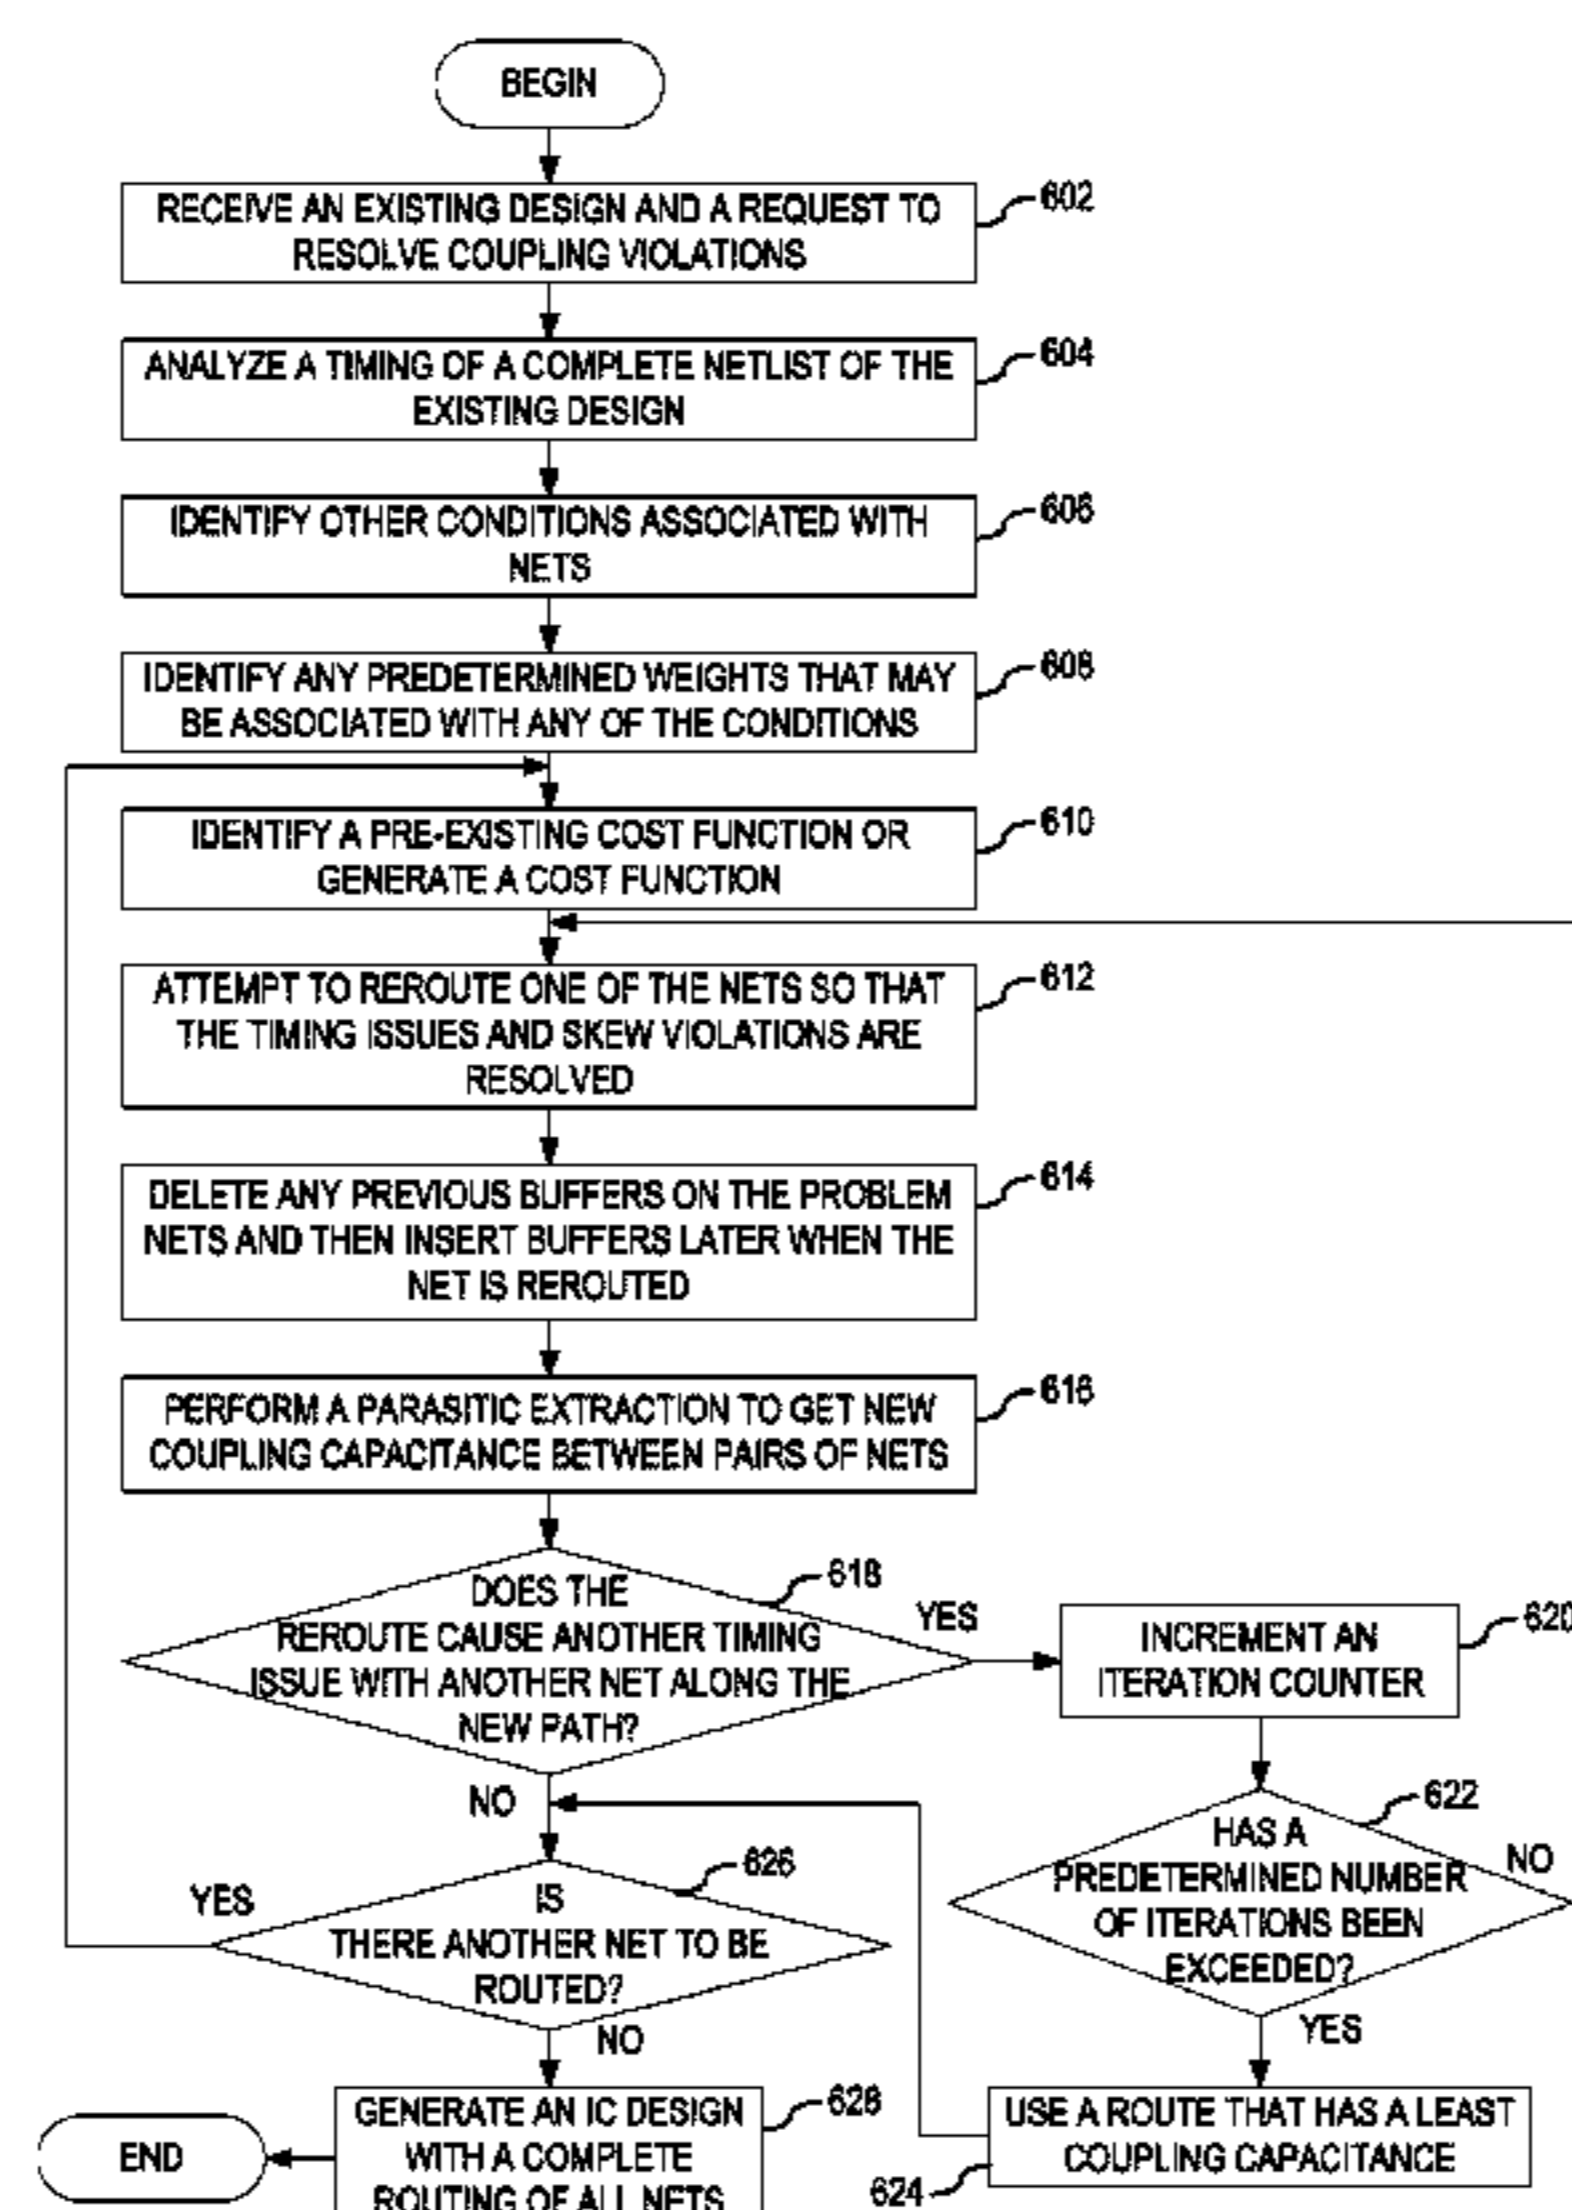 BEGIN
RECEIVE AN EXISTING DESIGN AND A REQUEST TO
RESOLVE COUPLING VIOLATIONS
602
ANALYZE A TIMING OF A COMPLETE NETLIST OF THE
EXISTING DESIGN
604
IDENTIFY OTHER CONDITIONS ASSOCIATED WITH
NETS
606
IDENTIFY ANY PREDETERMINED WEIGHTS THAT MAY
BE ASSOCIATED WITH ANY OF THE CONDITIONS
608
IDENTIFY A PRE-EXISTING COST FUNCTION OR
GENERATE A COST FUNCTION
610
ATTEMPT TO REROUTE ONE OF THE NETS SO THAT
THE TIMING ISSUES AND SKEW VIOLATIONS ARE
RESOLVED
612
DELETE ANY PREVIOUS BUFFERS ON THE PROBLEM
NETS AND THEN INSERT BUFFERS LATER WHEN THE
NET IS REROUTED
614
PERFORM A PARASITIC EXTRACTION TO GET NEW
COUPLING CAPACITANCE BETWEEN PAIRS OF NETS
616
DOES THE
REROUTE CAUSE ANOTHER TIMING
ISSUE WITH ANOTHER NET ALONG THE
NEW PATH?
618
YES
INCREMENT AN
ITERATION COUNTER
620
NO
HAS A
PREDETERMINED NUMBER
OF ITERATIONS BEEN
EXCEEDED?
622
NO
YES
IS
THERE ANOTHER NET TO BE
ROUTED?
626
YES
NO
USE A ROUTE THAT HAS A LEAST
COUPLING CAPACITANCE
624
GENERATE AN IC DESIGN
WITH A COMPLETE
ROUTING OF ALL NETS
628
END